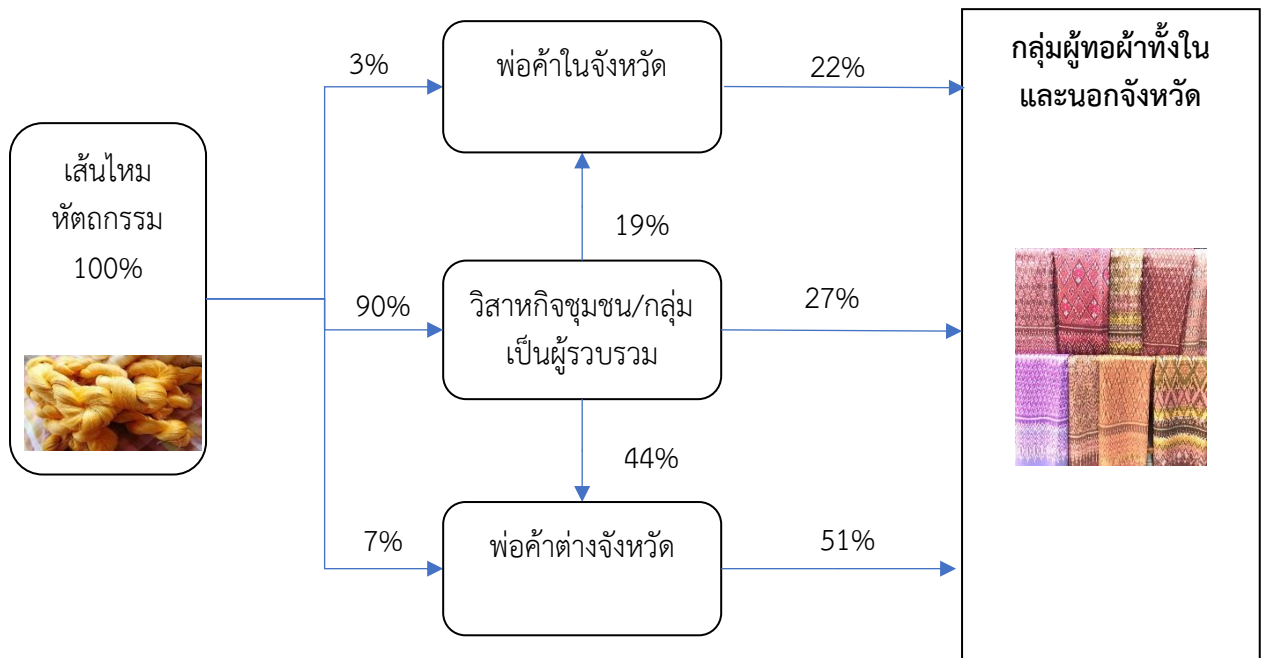 เส้นไหม
หัตถกรรม
100%
3%
90%
7%
พ่อค้าในจังหวัด
19%
วิสาหกิจชุมชน/กลุ่ม
เป็นผู้รวบรวม
44%
พ่อค้าต่างจังหวัด
22%
27%
51%
กลุ่มผู้ทอผ้าทั้งใน
และนอกจังหวัด